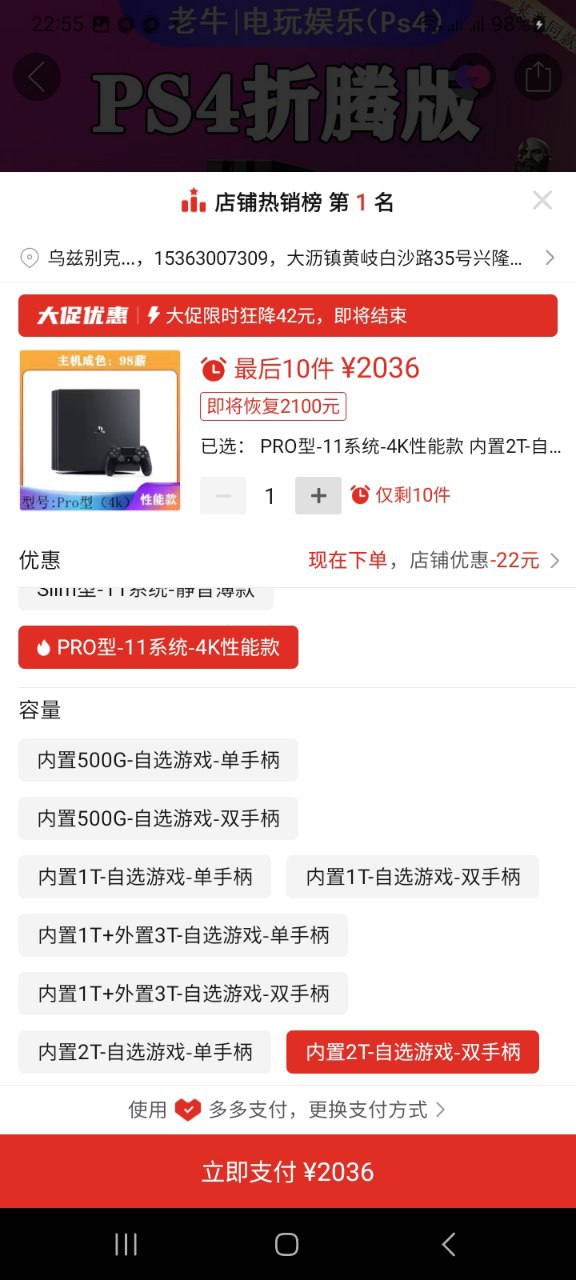 22:55
98%
老牛|电玩娱乐(Ps4)
PS4折腾版
店铺热销榜 第 1 名
乌兹别克...，15363007309，大沥镇黄岐白沙路35号兴隆...
大促优惠 大促限时狂降42元，即将结束
主机成色：98新
型号:Pro型（4k）
性能款
最后10件 ¥2036
即将恢复2100元
已选： PRO型-11系统-4K性能款 内置2T-自...
1
仅剩10件
优惠
现在下单，店铺优惠-22元
Slim型-11系统-静音薄款
PRO型-11系统-4K性能款
容量
内置500G-自选游戏-单手柄
内置500G-自选游戏-双手柄
内置1T-自选游戏-单手柄
内置1T-自选游戏-双手柄
内置1T+外置3T-自选游戏-单手柄
内置1T+外置3T-自选游戏-双手柄
内置2T-自选游戏-单手柄
内置2T-自选游戏-双手柄
使用 多多支付，更换支付方式
立即支付 ¥2036